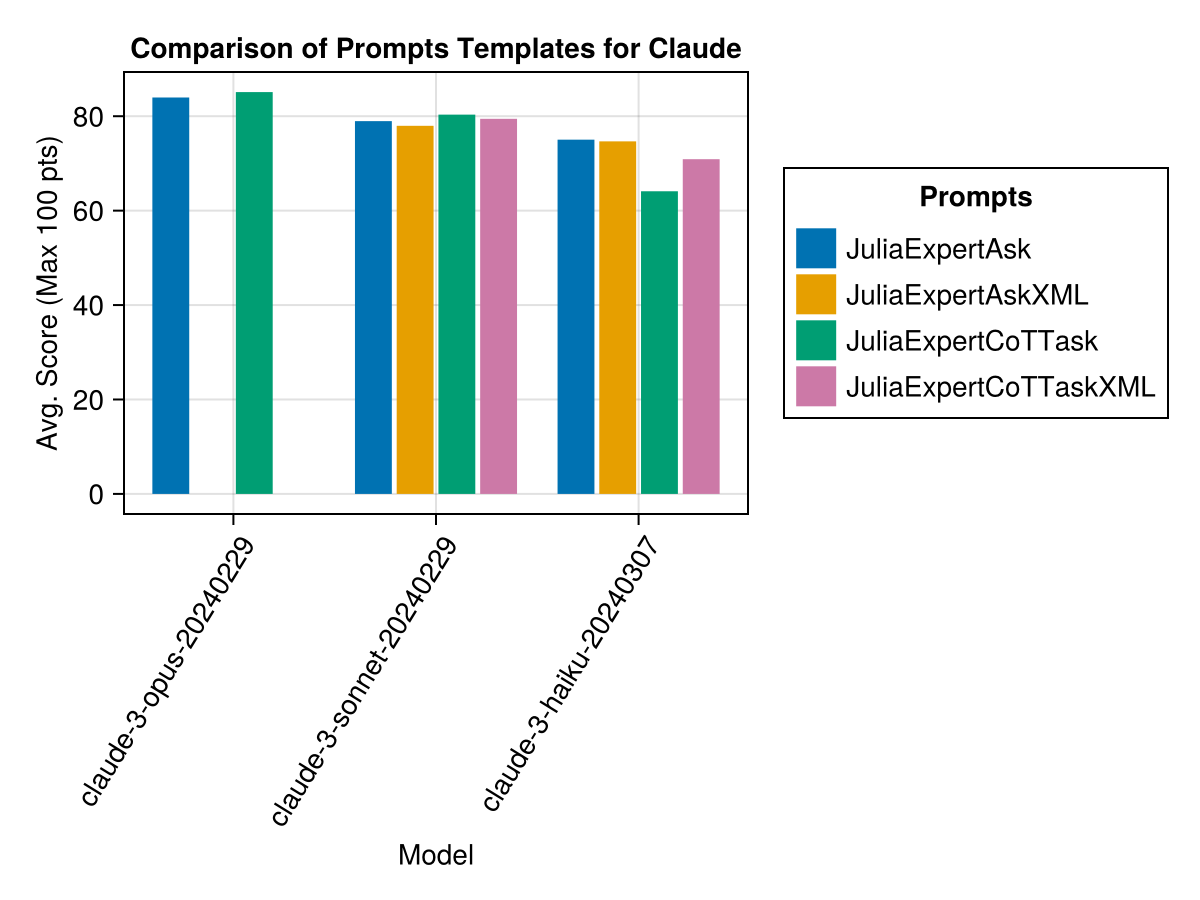 Comparison of Prompts Templates for Claude
Avg. Score (Max 100 pts)
80
60
40
20
0
claude-3-opus-20240229
claude-3-sonnet-20240229
claude-3-haiku-20240307
Model
Prompts
JuliaExpertAsk
JuliaExpertAskXML
JuliaExpertCoTTask
JuliaExpertCoTTaskXML